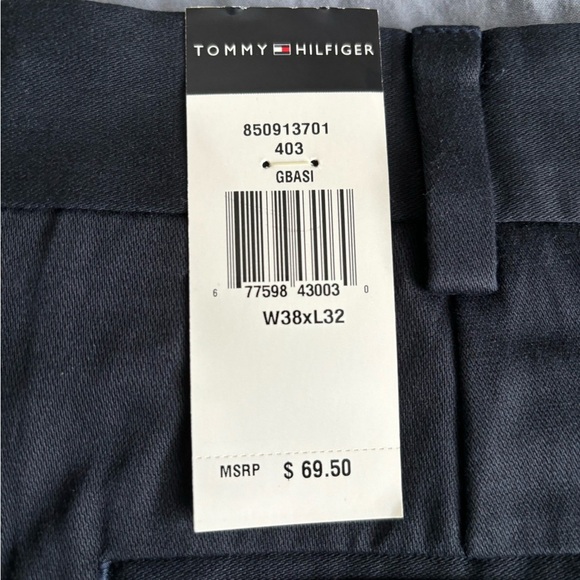 TOMMY HILFIGER
850913701
403
GBASI
6 77598 43003 0
W38xL32
MSRP $ 69.50